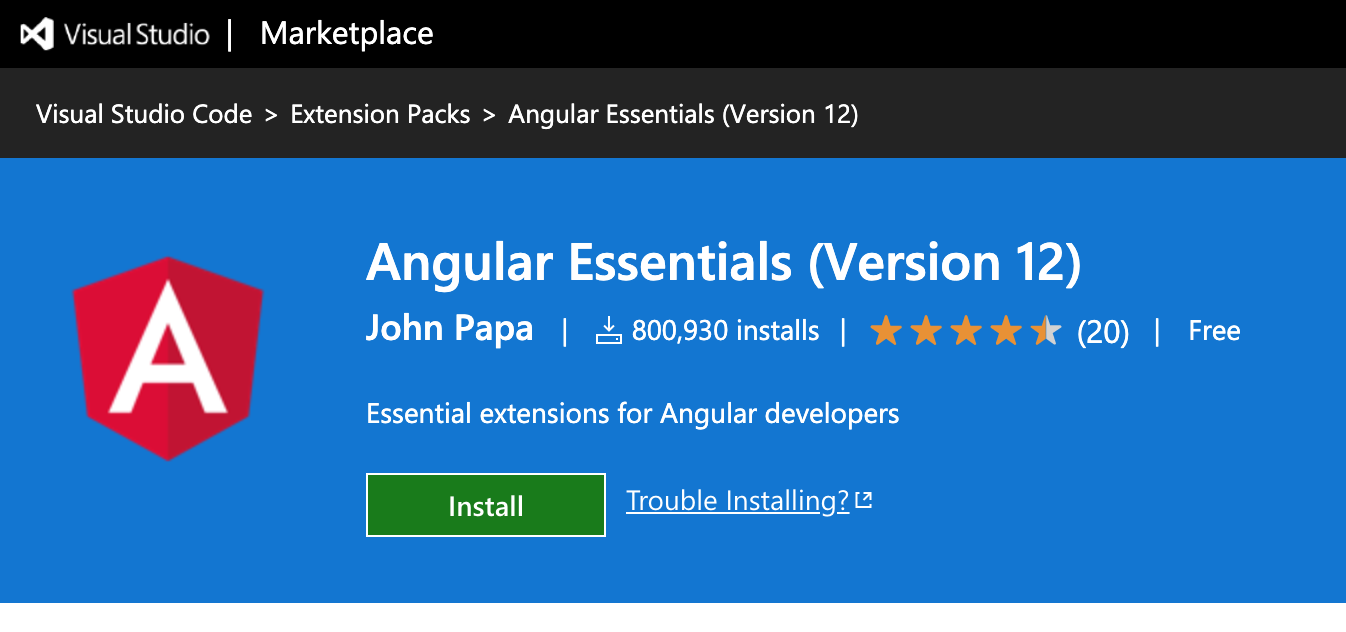 Visual Studio | Marketplace
Visual Studio Code > Extension Packs > Angular Essentials (Version 12)
Angular Essentials (Version 12)
John Papa | 800,930 installs | (20) | Free
Essential extensions for Angular developers
Install Trouble Installing?
A